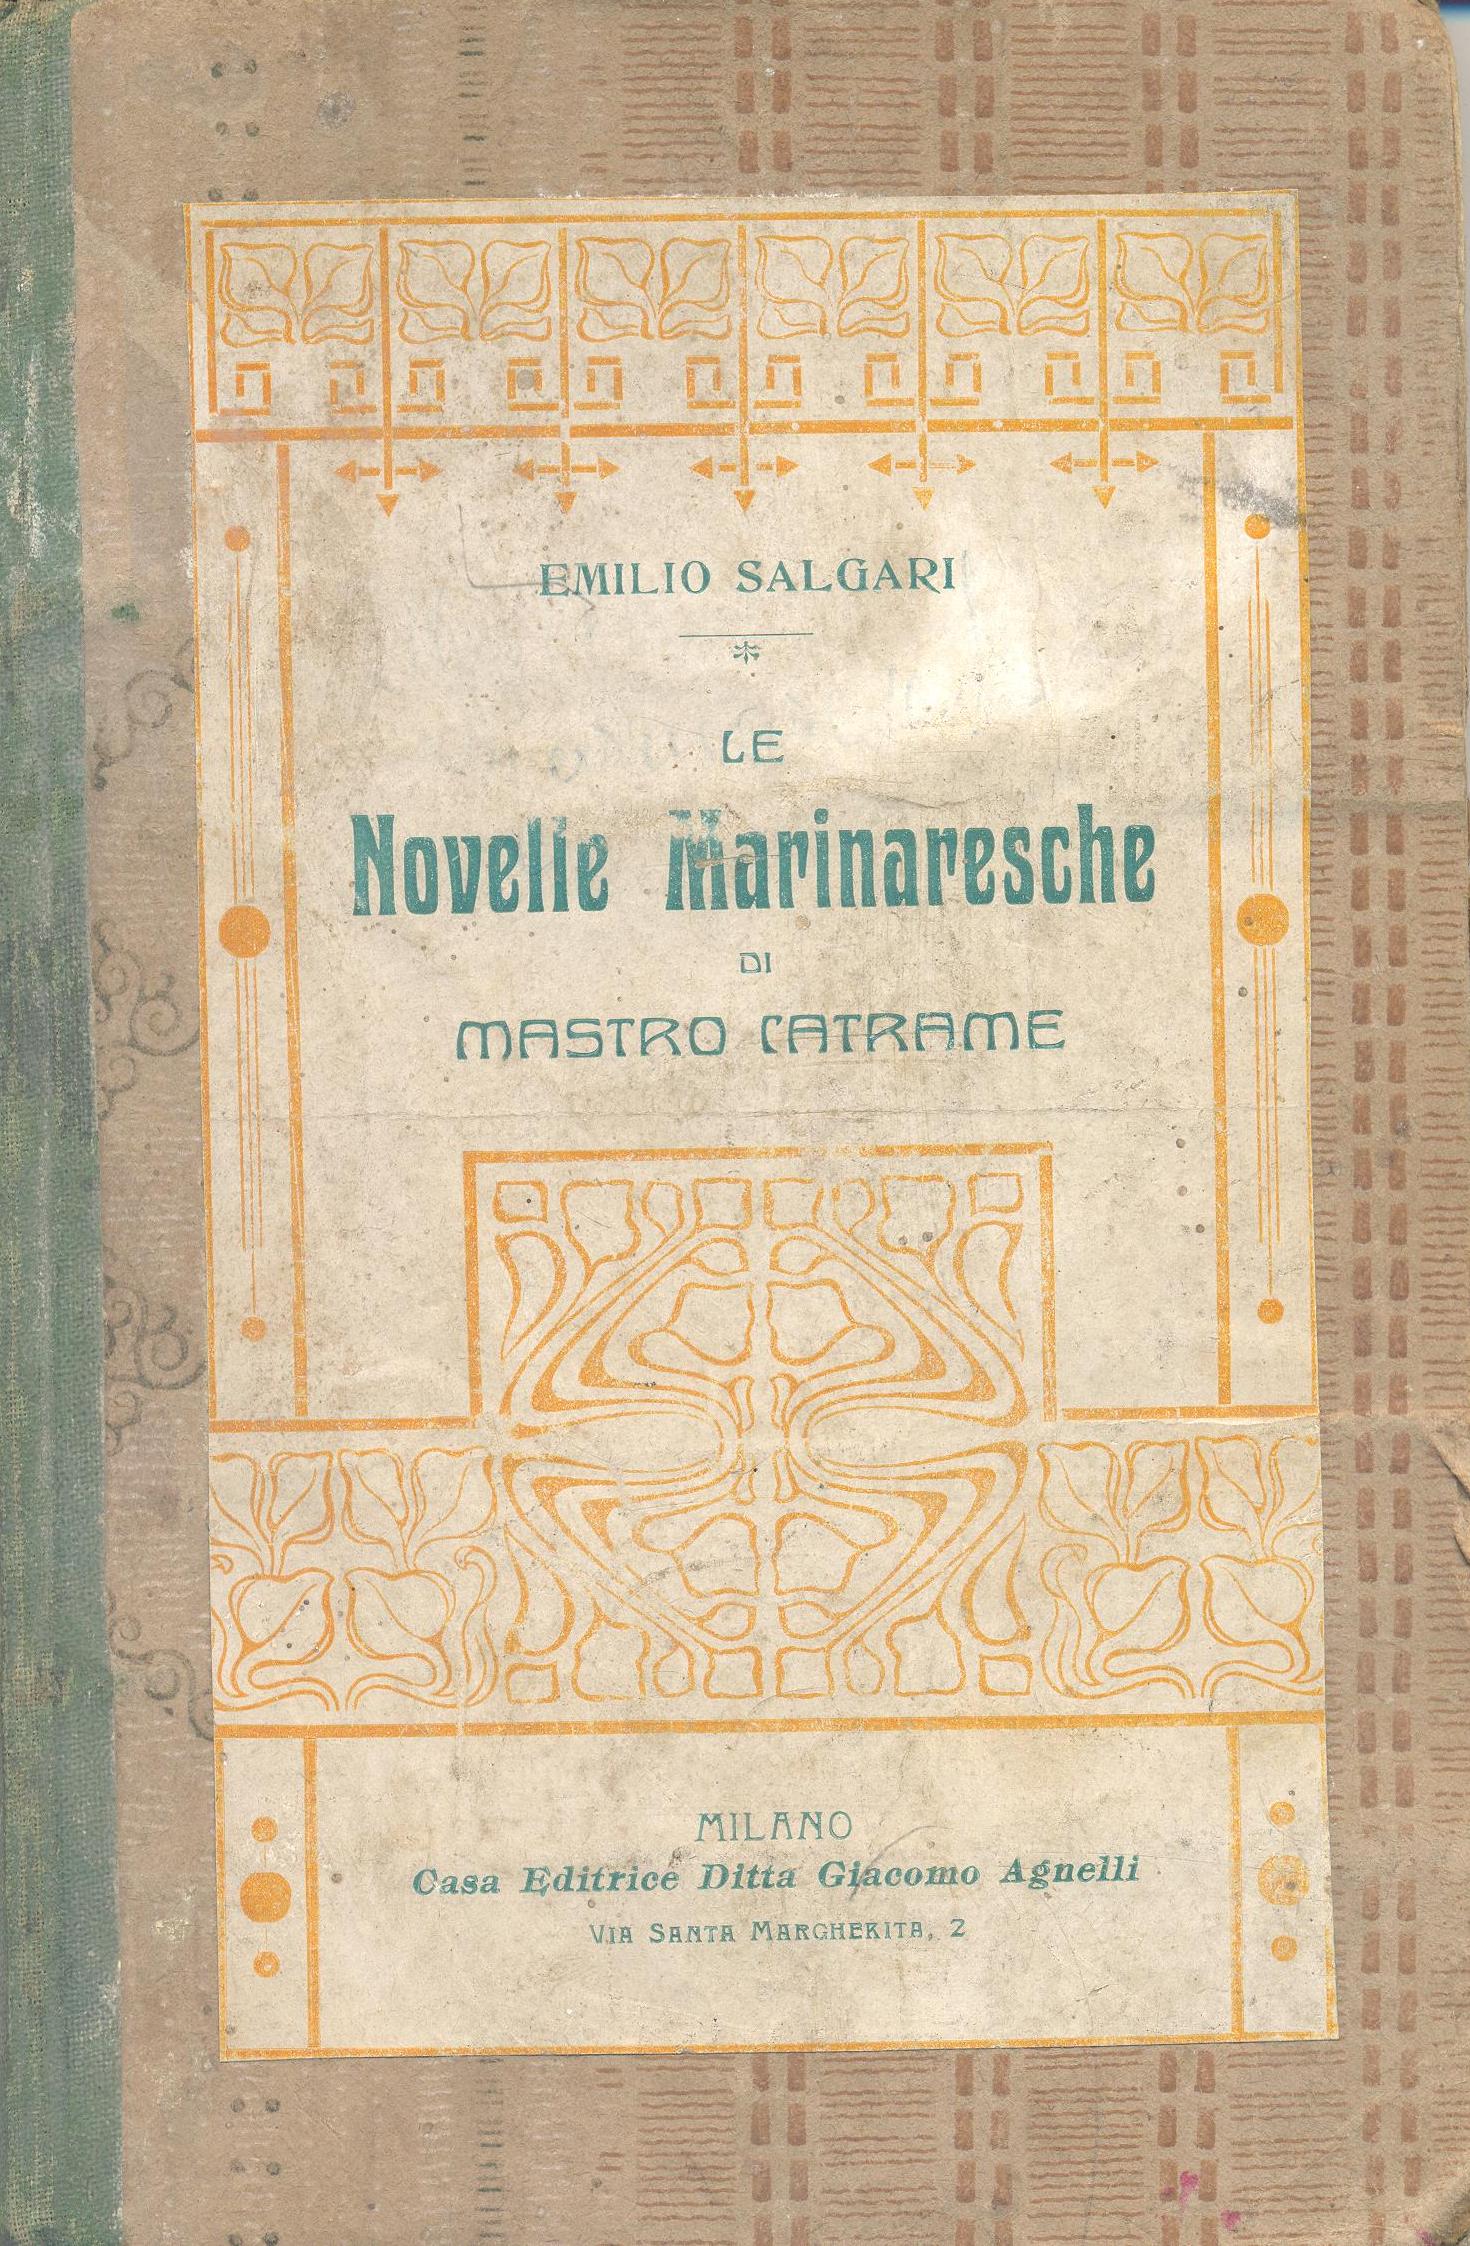 EMILIO SALGARI
LE
Novelle Marinaresche
DI
MASTRO CATRAME
MILANO
Casa Editrice Ditta Giacomo Agnelli
VIA SANTA MARGHERITA, 2